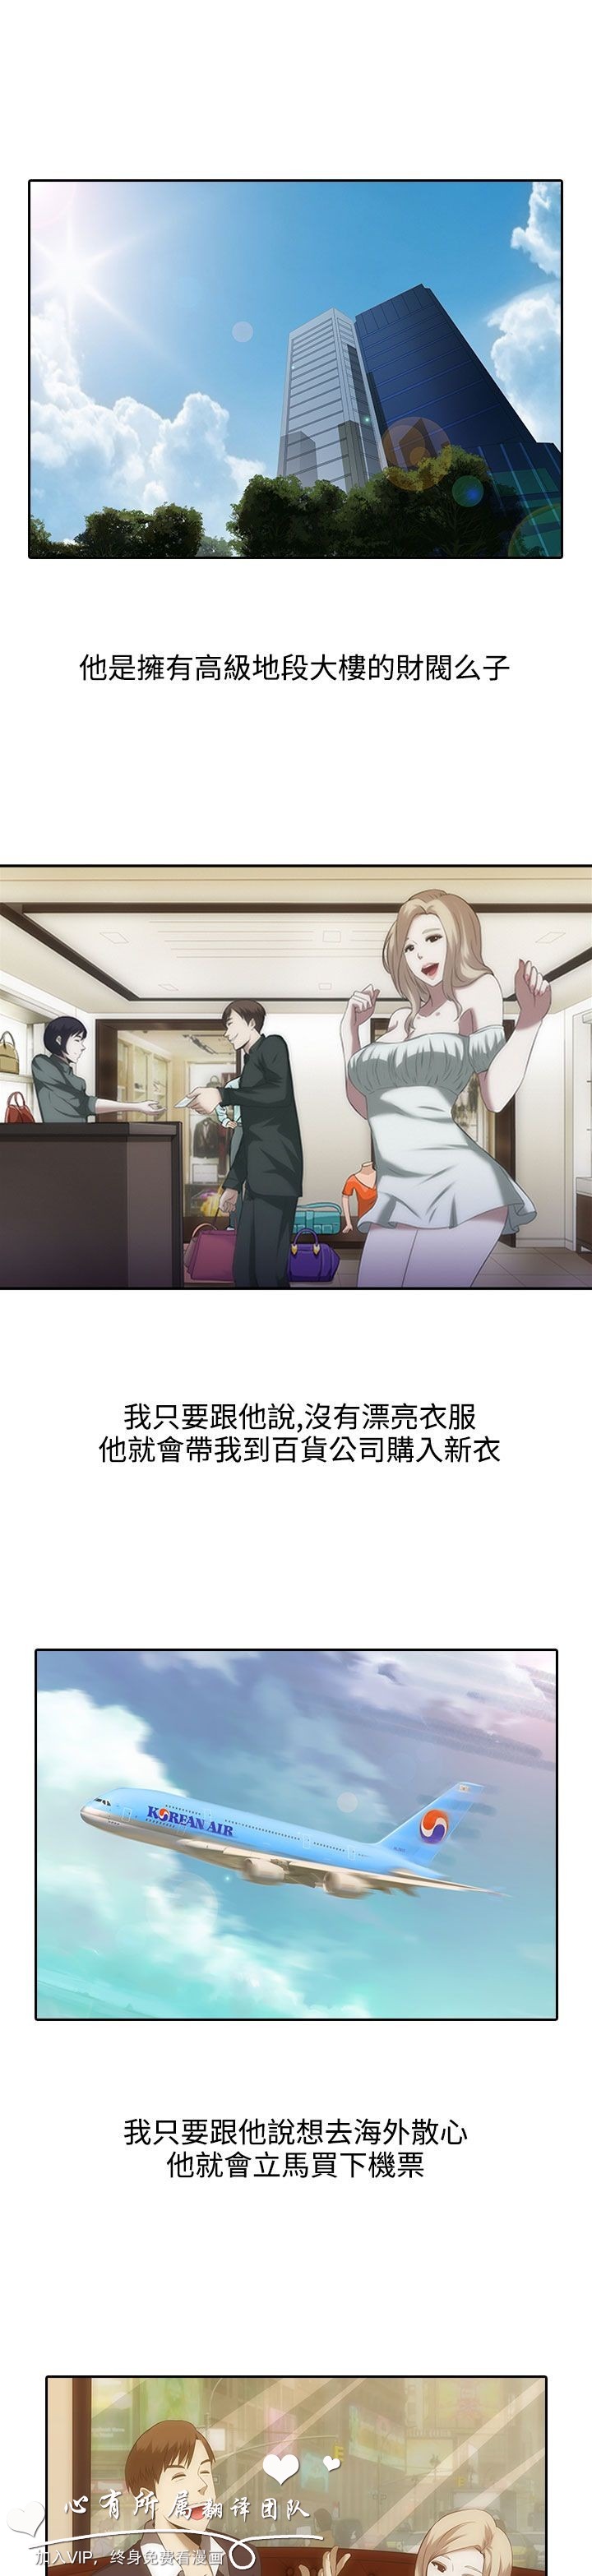 他是擁有高級地段大樓的財閥么子
我只要跟他說,沒有漂亮衣服
他就會帶我到百貨公司購入新衣
KOREAN AIR
我只要跟他說想去海外散心
他就會立馬買下機票
心有所属翻译团队
加入VIP，终身免费看漫画